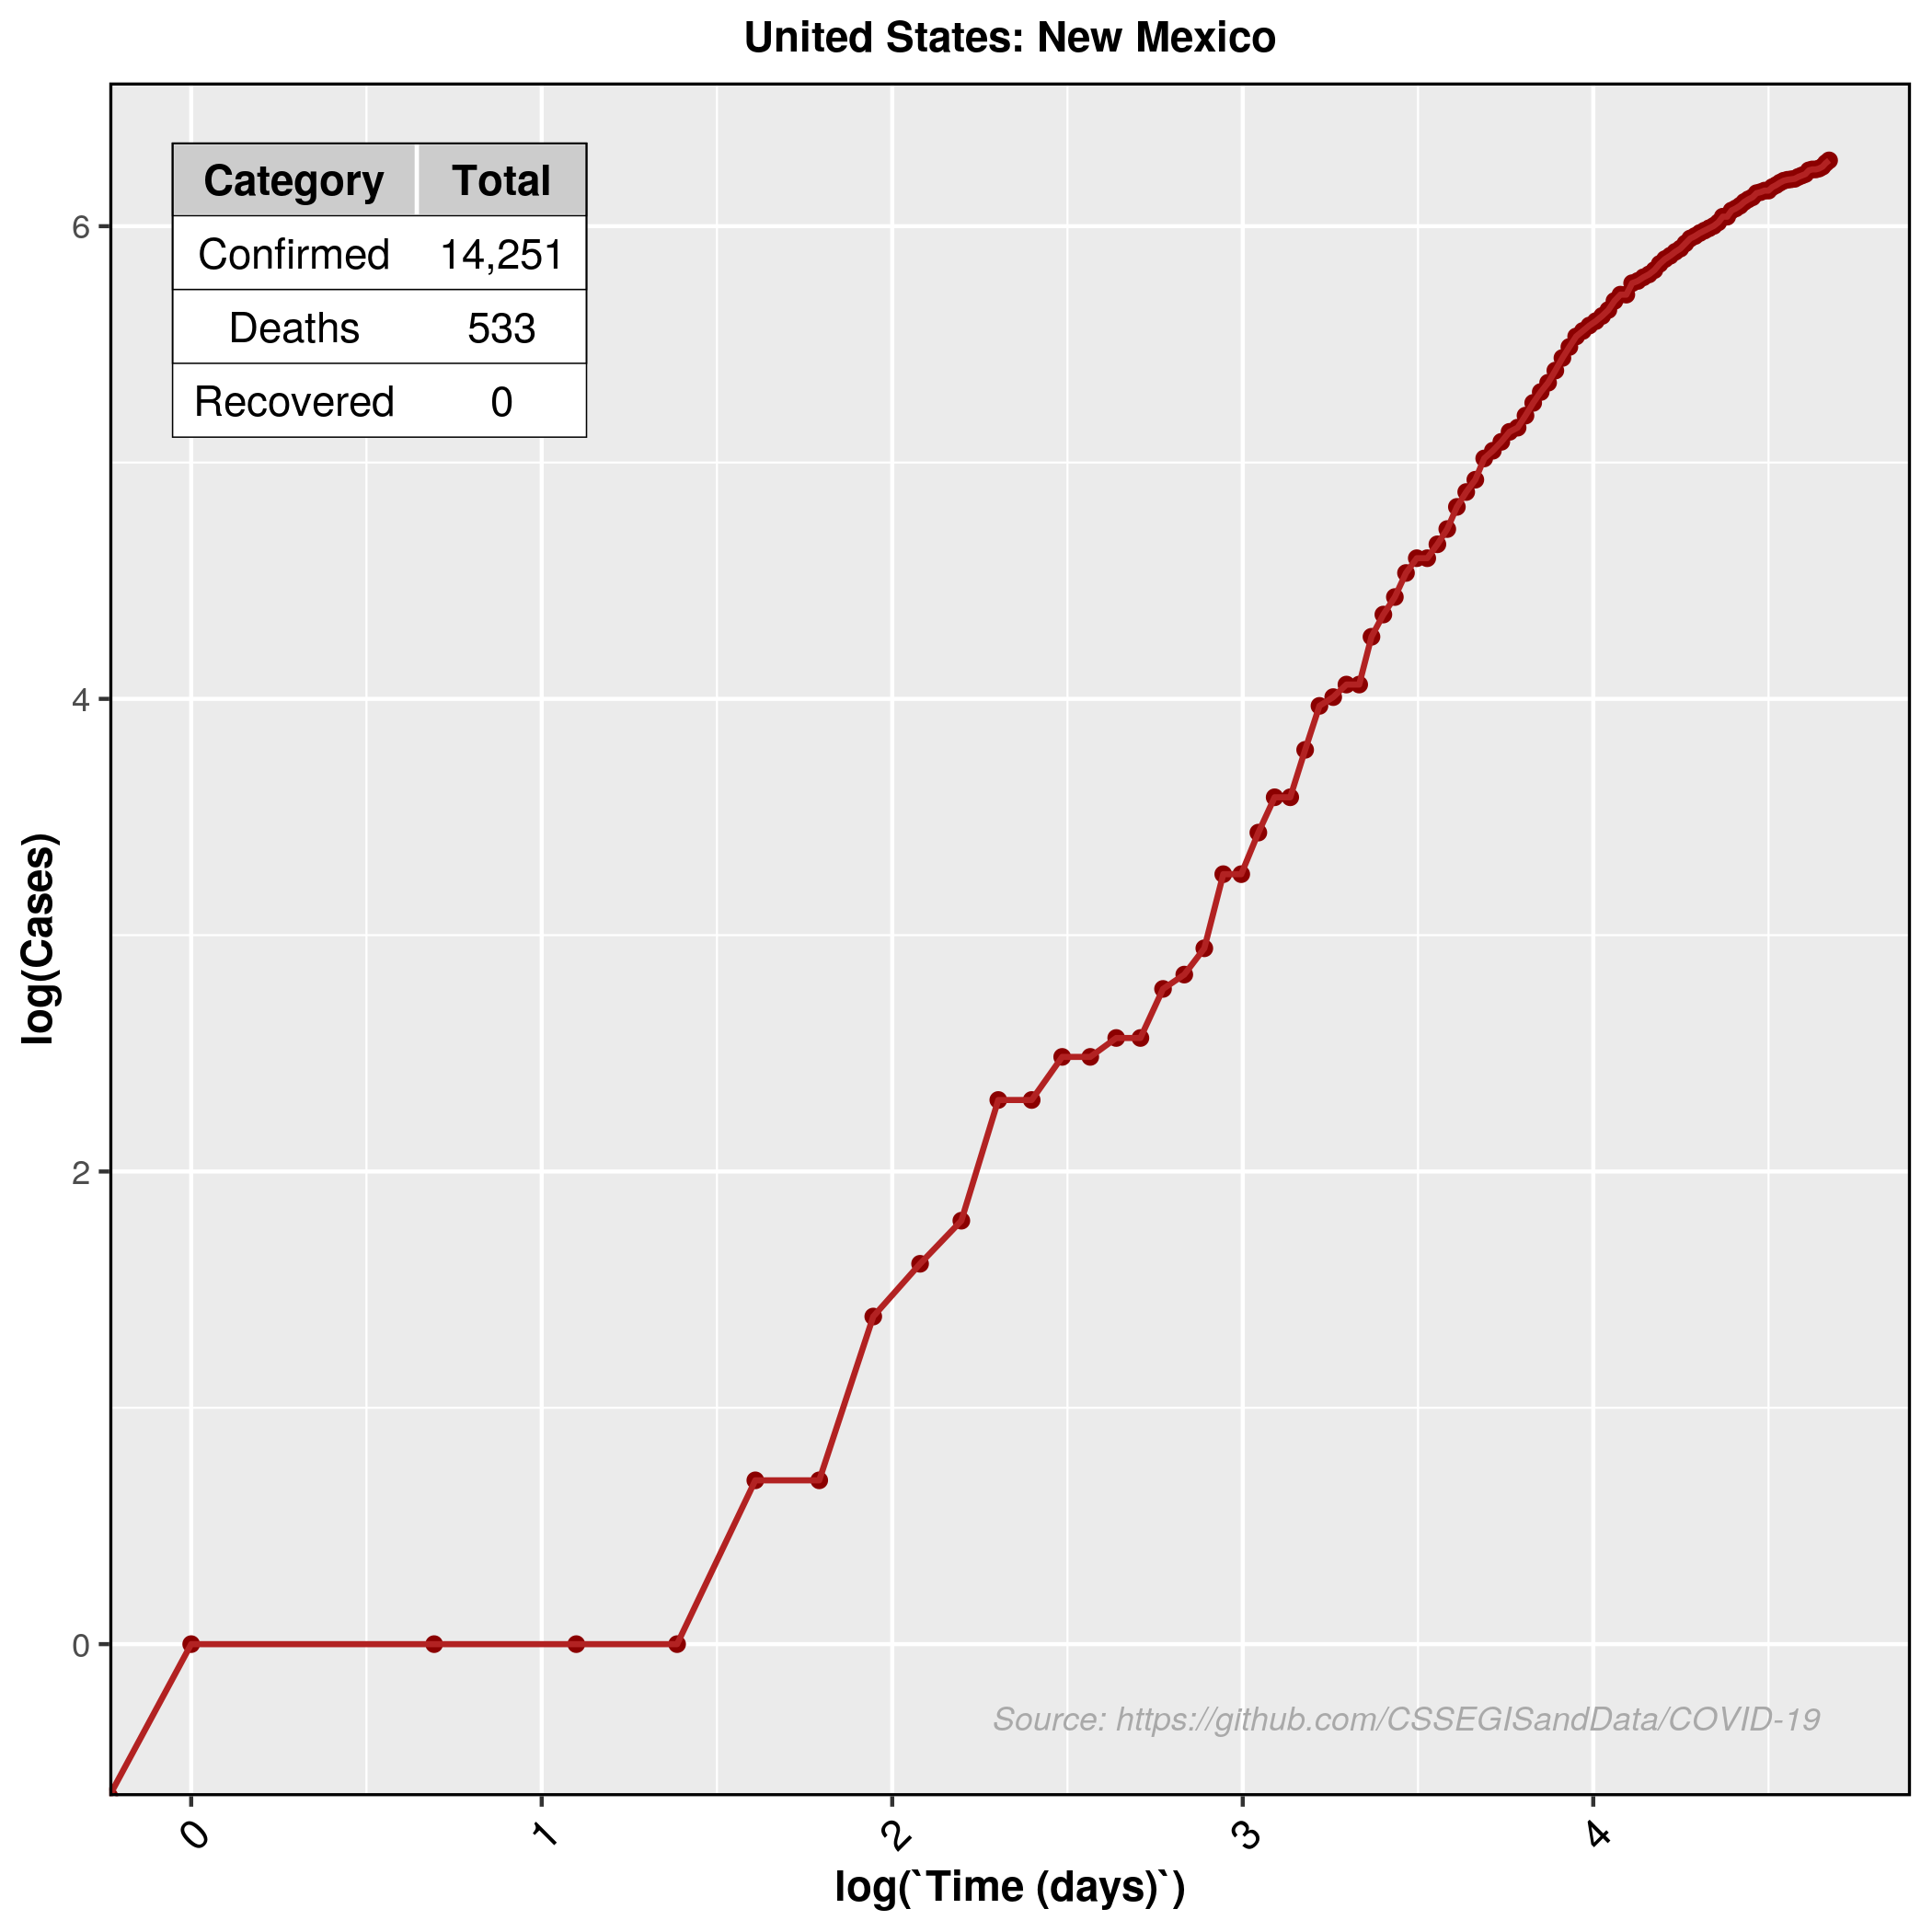 United States: New Mexico
Category Total
Confirmed 14,251
Deaths 533
Recovered 0
6
4
2
0
log(Cases)
Source: https://github.com/CSSEGISandData/COVID-19
0 1 2 3 4
log(`Time (days)`)